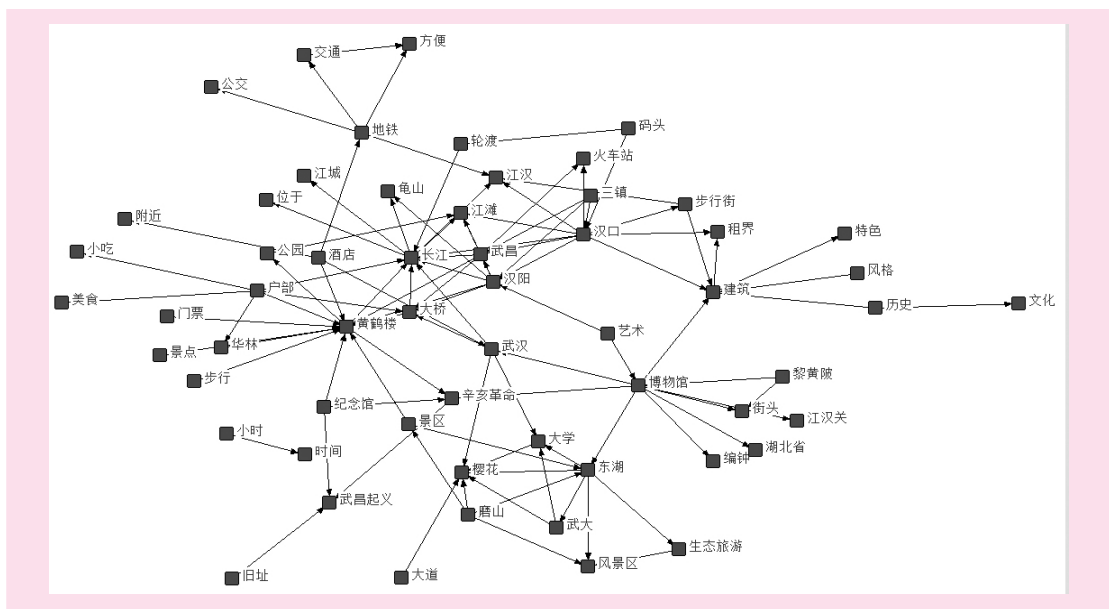 方便
交通
公交
地铁
码头
轮渡
火车站
江城
江汉
龟山
三镇
位于
步行街
江滩
附近
租界
汉口
特色
小吃
公园
酒店
长江
武昌
风格
汉阳
户部
建筑
美食
文化
历史
门票
大桥
黄鹤楼
艺术
华林
武汉
景点
步行
黎黄陂
博物馆
辛亥革命
纪念馆
街头
江汉关
景区
小时
大学
湖北省
时间
编钟
樱花
东湖
武昌起义
磨山
武大
生态旅游
风景区
旧址
大道